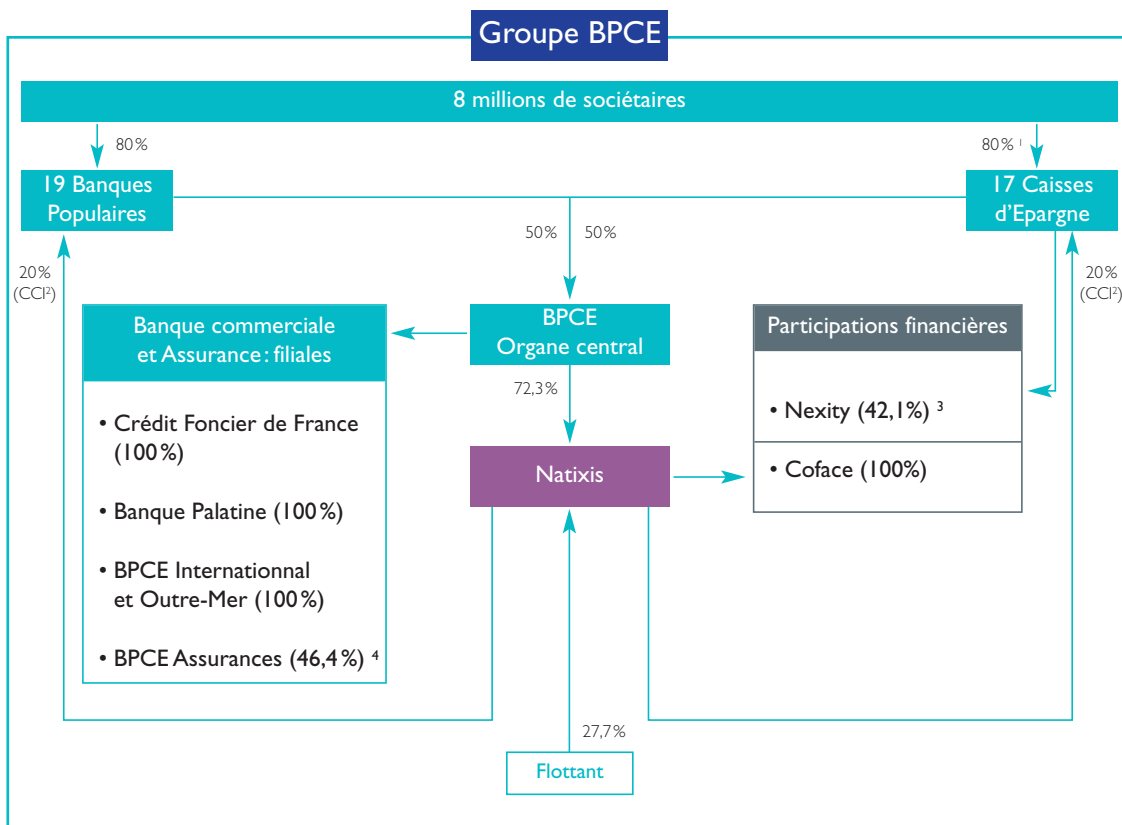 Groupe BPCE
8 millions de sociétaires
80%
80% ¹
19 Banques
Populaires
17 Caisses
d'Epargne
50%
50%
20%
(CCI²)
20%
(CCI²)
Banque commerciale
et Assurance : filiales
BPCE
Organe central
Participations financières
72,3%
• Crédit Foncier de France
(100%)
• Banque Palatine (100%)
• BPCE Internationnal
et Outre-Mer (100%)
• BPCE Assurances (46,4%) ⁴
• Nexity (42,1%) ³
• Coface (100%)
Natixis
27,7%
Flottant